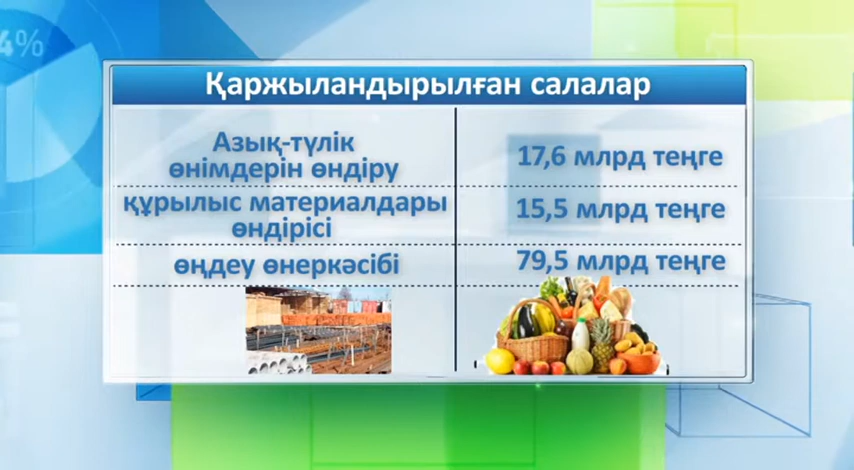 4%
Қаржыландырылған салалар
Азық-түлік
өнімдерін өндіру
17,6 млрд теңге
құрылыс материалдары
өндірісі
15,5 млрд теңге
өңдеу өнеркәсібі
79,5 млрд теңге